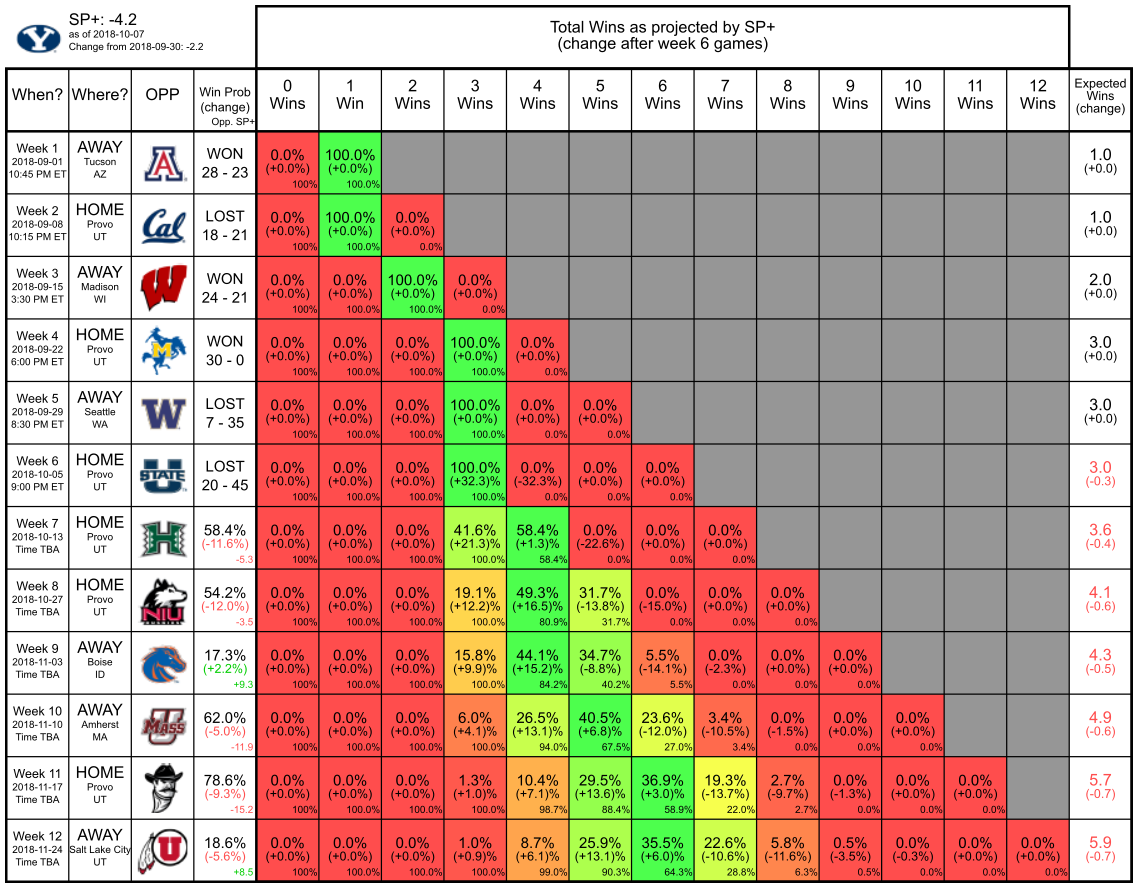 SP+: -4.2
as of 2018-10-07
Change from 2018-09-30: -2.2
Total Wins as projected by SP+
(change after week 6 games)
When? Where? OPP Win Prob (change) Opp. SP+ 0 Wins 1 Win 2 Wins 3 Wins 4 Wins 5 Wins 6 Wins 7 Wins 8 Wins 9 Wins 10 Wins 11 Wins 12 Wins Expected Wins (change)
Week 1 AWAY WON 0.0% 100.0% 1.0
2018-09-01 Tucson A (+0.0%) (+0.0%) (+0.0)
10:45 PM ET AZ 28 - 23 100% 100.0%
Week 2 HOME LOST 0.0% 100.0% 0.0% 1.0
2018-09-08 Provo Cal (+0.0%) (+0.0%) (+0.0%) (+0.0)
10:15 PM ET UT 18 - 21 100% 100.0% 0.0%
Week 3 AWAY WON 0.0% 0.0% 100.0% 0.0% 2.0
2018-09-15 Madison W (+0.0%) (+0.0%) (+0.0%) (+0.0%) (+0.0)
3:30 PM ET WI 24 - 21 100% 100.0% 100.0% 0.0%
Week 4 HOME WON 0.0% 0.0% 0.0% 100.0% 0.0% 3.0
2018-09-22 Provo M (+0.0%) (+0.0%) (+0.0%) (+0.0%) (+0.0%) (+0.0)
6:00 PM ET UT 30 - 0 100% 100.0% 100.0% 100.0% 0.0%
Week 5 AWAY LOST 0.0% 0.0% 0.0% 100.0% 0.0% 0.0% 3.0
2018-09-29 Seattle W (+0.0%) (+0.0%) (+0.0%) (+0.0%) (+0.0%) (+0.0%) (+0.0)
8:30 PM ET WA 7 - 35 100% 100.0% 100.0% 100.0% 0.0% 0.0%
Week 6 HOME LOST 0.0% 0.0% 0.0% 100.0% 0.0% 0.0% 0.0% 3.0
2018-10-05 Provo U STATE (+0.0%) (+0.0%) (+0.0%) (+32.3%) (-32.3%) (+0.0%) (+0.0%) (-0.3)
9:00 PM ET UT 20 - 45 100% 100.0% 100.0% 100.0% 0.0% 0.0% 0.0%
Week 7 HOME 58.4% 0.0% 0.0% 0.0% 41.6% 58.4% 0.0% 0.0% 0.0% 3.6
2018-10-13 Provo H (-11.6%) (+0.0%) (+0.0%) (+0.0%) (+21.3%) (+1.3%) (-22.6%) (+0.0%) (+0.0%) (-0.4)
Time TBA UT -5.3 100% 100.0% 100.0% 100.0% 58.4% 0.0% 0.0% 0.0%
Week 8 HOME 54.2% 0.0% 0.0% 0.0% 19.1% 49.3% 31.7% 0.0% 0.0% 0.0% 4.1
2018-10-27 Provo NIU (-12.0%) (+0.0%) (+0.0%) (+0.0%) (+12.2%) (+16.5)% (-13.8%) (-15.0%) (+0.0%) (+0.0%) (-0.6)
Time TBA UT -3.5 100% 100.0% 100.0% 100.0% 80.9% 31.7% 0.0% 0.0% 0.0%
Week 9 AWAY 17.3% 0.0% 0.0% 0.0% 15.8% 44.1% 34.7% 5.5% 0.0% 0.0% 0.0% 4.3
2018-11-03 Boise (+2.2%) (+0.0%) (+0.0%) (+0.0%) (+9.9)% (+15.2)% (-8.8%) (-14.1%) (-2.3%) (+0.0%) (+0.0%) (-0.5)
Time TBA ID +9.3 100% 100.0% 100.0% 100.0% 84.2% 40.2% 5.5% 0.0% 0.0% 0.0%
Week 10 AWAY 62.0% 0.0% 0.0% 0.0% 6.0% 26.5% 40.5% 23.6% 3.4% 0.0% 0.0% 0.0% 4.9
2018-11-10 Amherst MASS (-5.0%) (+0.0%) (+0.0%) (+0.0%) (+4.1%) (+13.1%) (+6.8%) (-12.0%) (-10.5%) (-1.5%) (+0.0%) (+0.0%) (-0.6)
Time TBA MA -11.9 100% 100.0% 100.0% 100.0% 94.0% 67.5% 27.0% 3.4% 0.0% 0.0% 0.0%
Week 11 HOME 78.6% 0.0% 0.0% 0.0% 1.3% 10.4% 29.5% 36.9% 19.3% 2.7% 0.0% 0.0% 0.0% 5.7
2018-11-17 Provo (-9.3%) (+0.0%) (+0.0%) (+0.0%) (+1.0)% (+7.1)% (+13.6%) (+3.0%) (-13.7%) (-9.7%) (-1.3%) (+0.0%) (+0.0%) (-0.7)
Time TBA UT -15.2 100% 100.0% 100.0% 100.0% 98.7% 88.4% 58.9% 22.0% 2.7% 0.0% 0.0% 0.0%
Week 12 AWAY 18.6% 0.0% 0.0% 0.0% 1.0% 8.7% 25.9% 35.5% 22.6% 5.8% 0.5% 0.0% 0.0% 0.0% 5.9
2018-11-24 Salt Lake City U (-5.6%) (+0.0%) (+0.0%) (+0.0%) (+0.9%) (+6.1%) (+13.1%) (+6.0%) (-10.6%) (-11.6%) (-3.5%) (-0.3%) (+0.0%) (+0.0%) (-0.7)
Time TBA UT +8.5 100% 100.0% 100.0% 100.0% 99.0% 90.3% 64.3% 28.8% 6.3% 0.5% 0.0% 0.0% 0.0%